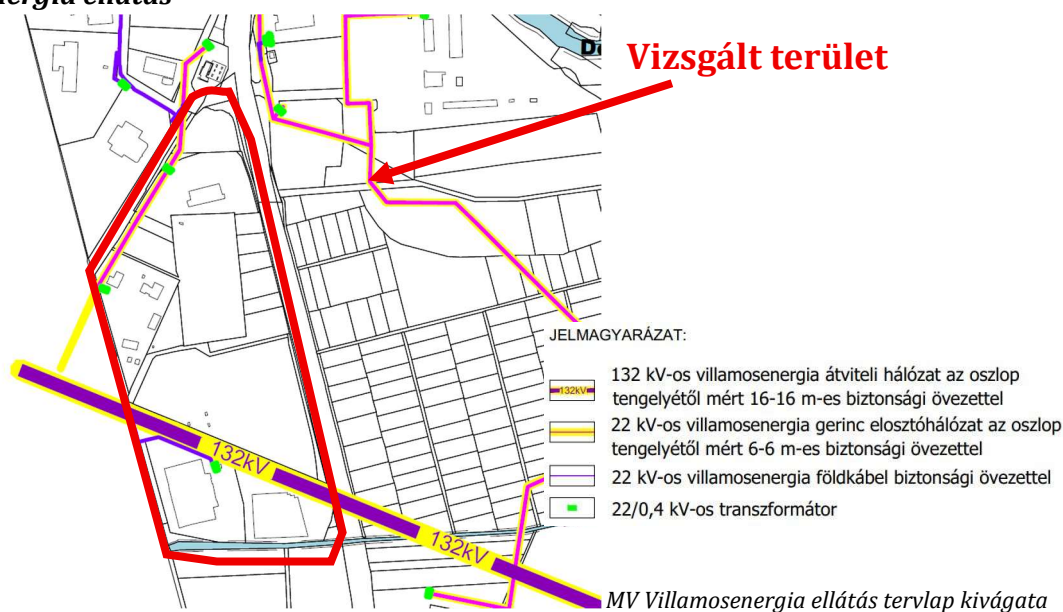 energia ellátás
Vizsgált terület
132kV
132kV
JELMAGYARÁZAT:
132kV
132 kV-os villamosenergia átviteli hálózat az oszlop
tengelyétől mért 16-16 m-es biztonsági övezettel
22 kV-os villamosenergia gerinc elosztóhálózat az oszlop
tengelyétől mért 6-6 m-es biztonsági övezettel
22 kV-os villamosenergia földkábel biztonsági övezettel
22/0,4 kV-os transzformátor
MV Villamosenergia ellátás tervlap kivágata